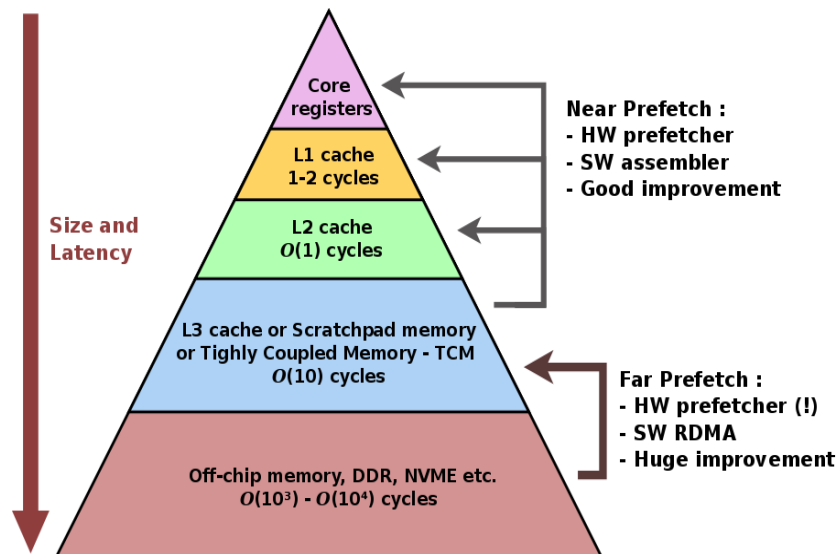 Core
registers
L1 cache
1-2 cycles
L2 cache
O(1) cycles
L3 cache or Scratchpad memory
or Tighly Coupled Memory - TCM
O(10) cycles
Off-chip memory, DDR, NVME etc.
O(10³) - O(10⁴) cycles
Size and
Latency
Near Prefetch :
- HW prefetcher
- SW assembler
- Good improvement
Far Prefetch :
- HW prefetcher (!)
- SW RDMA
- Huge improvement